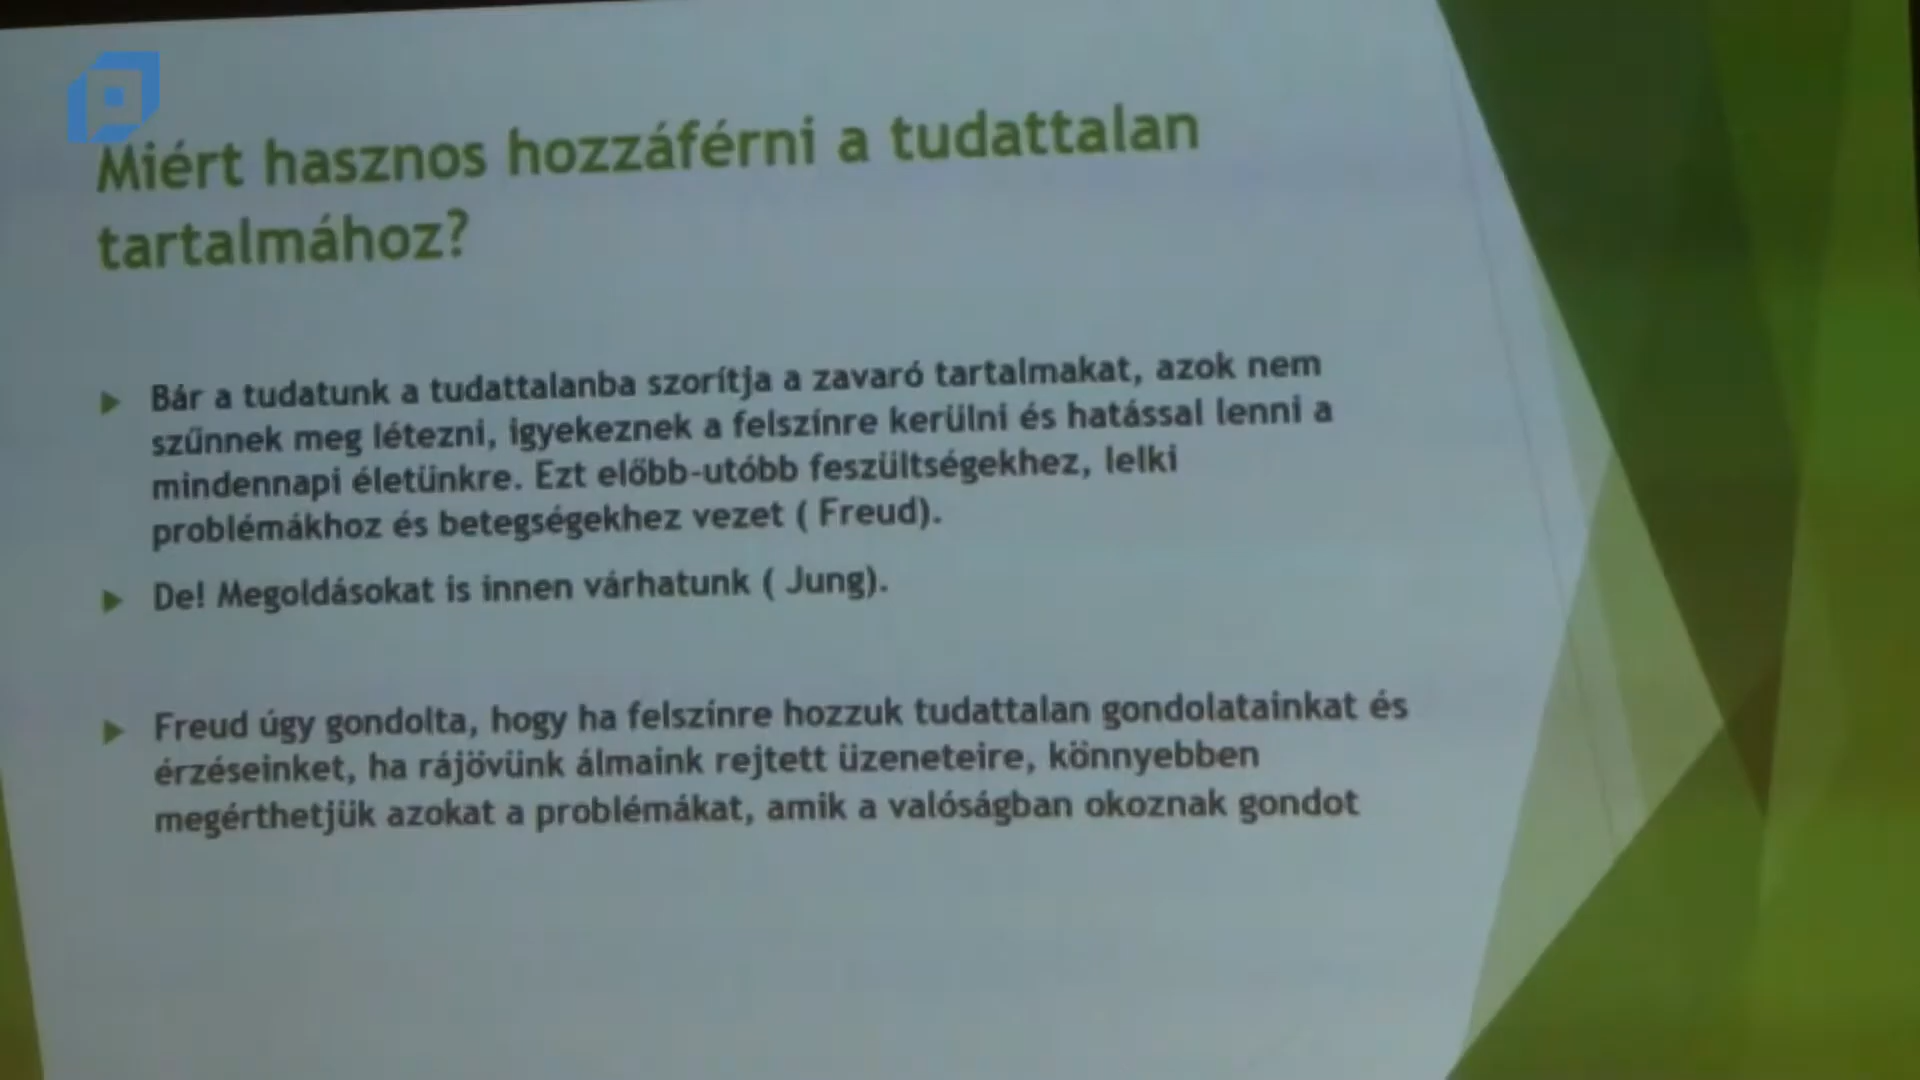 Miért hasznos hozzáférni a tudattalan
tartalmához?
Bár a tudatunk a tudattalanba szorítja a zavaró tartalmakat, azok nem
szűnnek meg létezni, igyekeznek a felszínre kerülni és hatással lenni a
mindennapi életünkre. Ezt előbb-utóbb feszültségekhez, lelki
problémákhoz és betegségekhez vezet ( Freud).
De! Megoldásokat is innen várhatunk ( Jung).
Freud úgy gondolta, hogy ha felszínre hozzuk tudattalan gondolatainkat és
érzéseinket, ha rájövünk álmaink rejtett üzeneteire, könnyebben
megérthetjük azokat a problémákat, amik a valóságban okoznak gondot